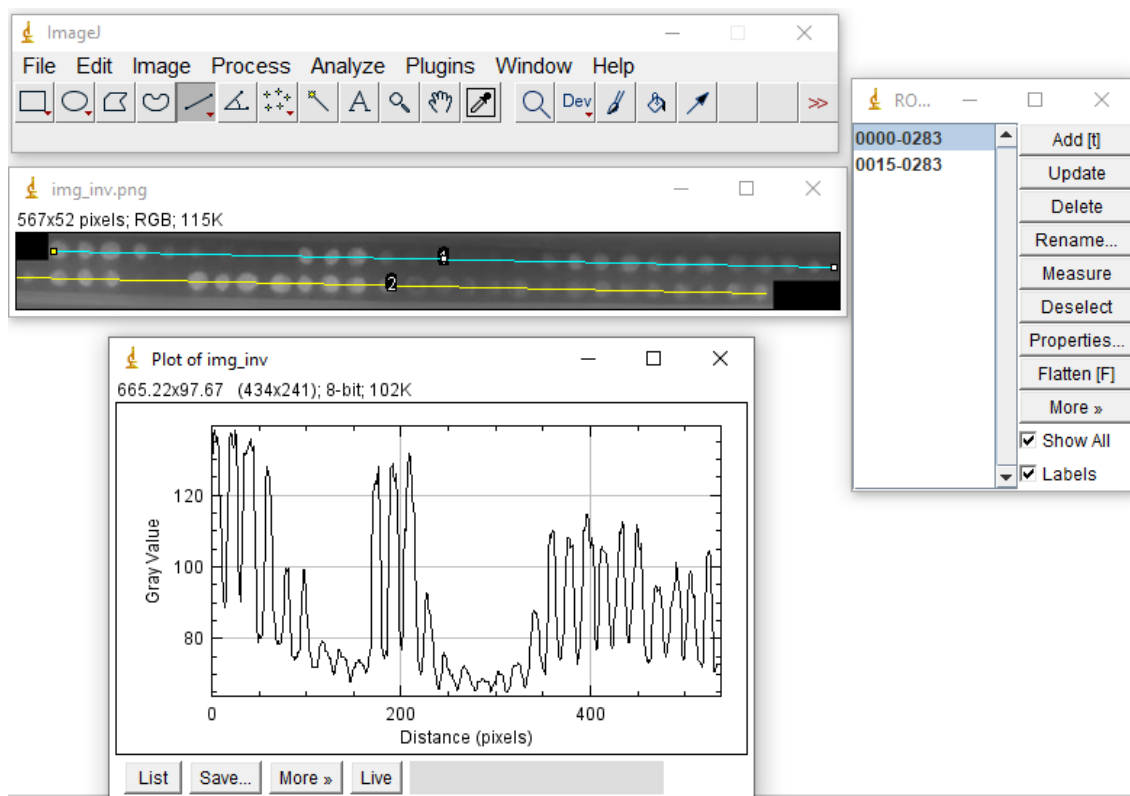 ImageJ
File Edit Image Process Analyze Plugins Window Help
A Dev >>
RO...
0000-0283
0015-0283
Add [t]
Update
Delete
Rename...
Measure
Deselect
Properties...
Flatten [F]
More »
Show All
Labels
img_inv.png
567x52 pixels; RGB; 115K
1
2
Plot of img_inv
665.22x97.67 (434x241); 8-bit; 102K
120
100
80
Gray Value
0 200 400
Distance (pixels)
List Save... More » Live